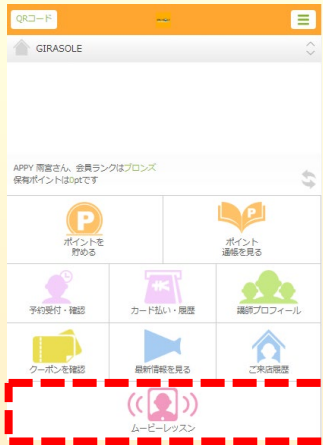 QRコード
GIRASOLE
APPY 雨宮さん、会員ランクはブロンズ
保有ポイントは0ptです
ポイントを
貯める
ポイント
通帳を見る
予約受付・確認
カード払い・履歴
講師プロフィール
クーポンを確認
最新情報を見る
ご来店履歴
ムービーレッスン